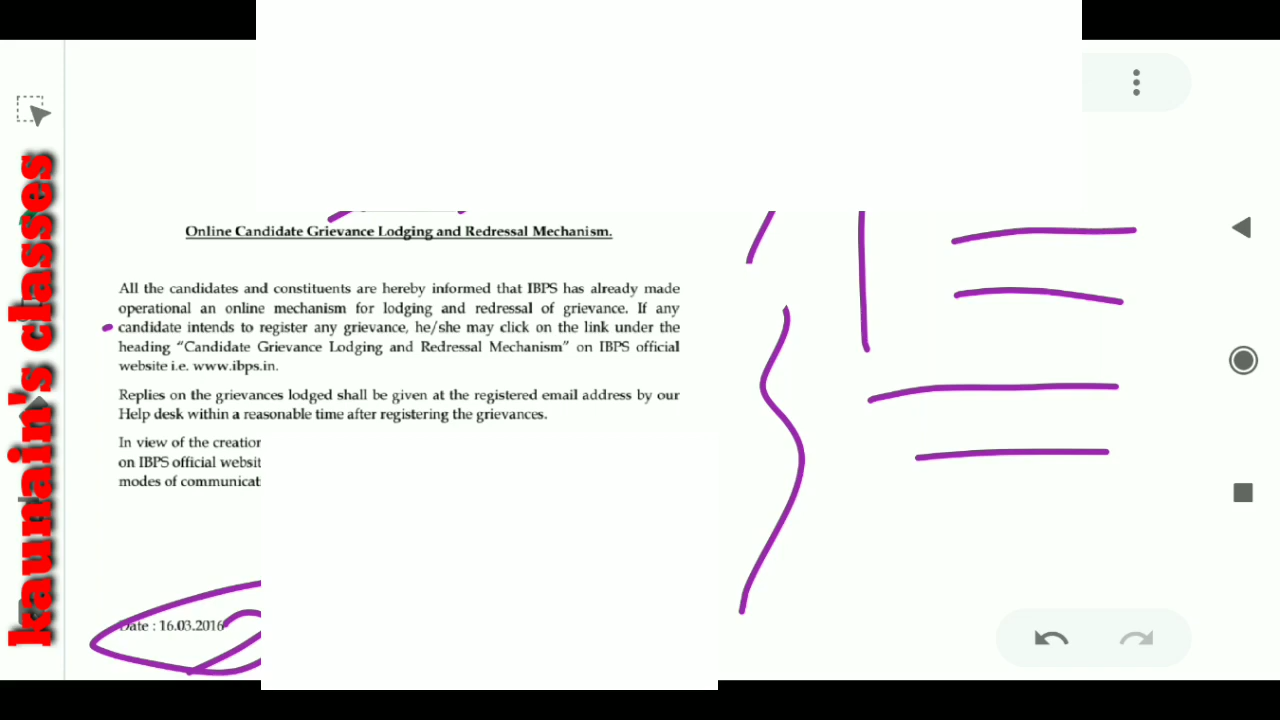 kaunain's classes
Online Candidate Grievance Lodging and Redressal Mechanism.
All the candidates and constituents are hereby informed that IBPS has already made
operational an online mechanism for lodging and redressal of grievance. If any
candidate intends to register any grievance, he/she may click on the link under the
heading “Candidate Grievance Lodging and Redressal Mechanism” on IBPS official
website i.e. www.ibps.in.
Replies on the grievances lodged shall be given at the registered email address by our
Help desk within a reasonable time after registering the grievances.
In view of the creation
on IBPS official
modes of
Date : 16.03.2016